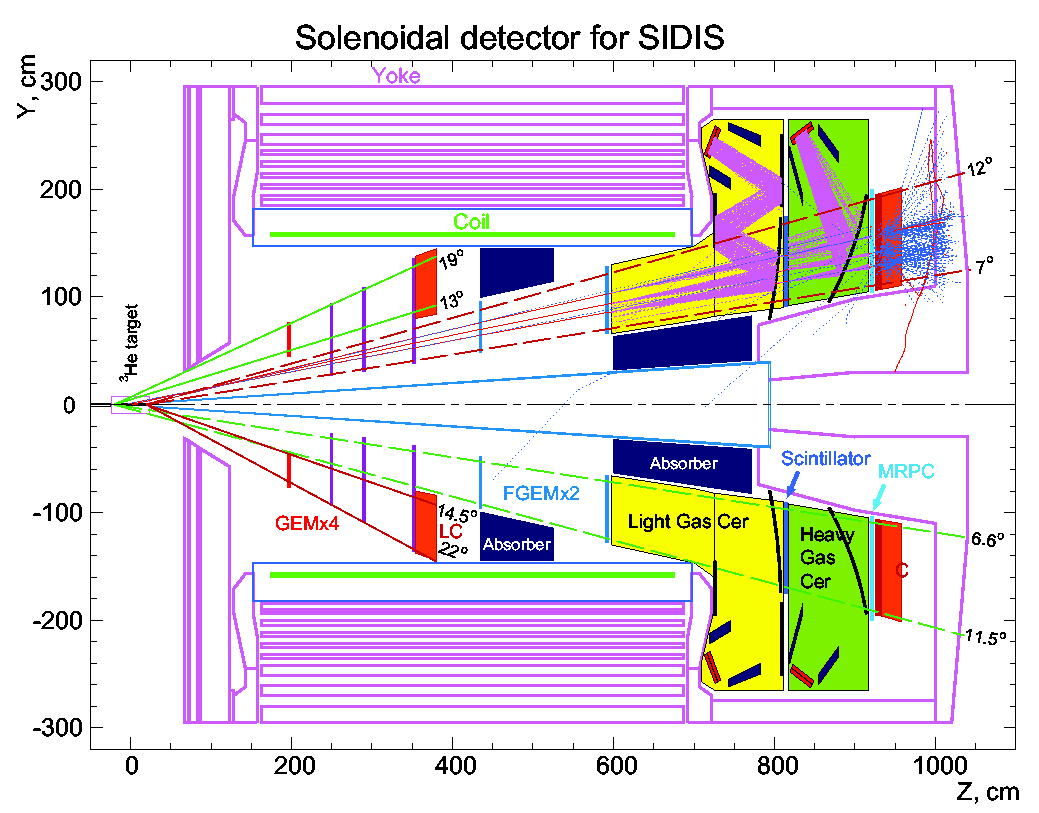 Solenoidal detector for SIDIS
Y, cm
300
200
100
0
-100
-200
-300
Yoke
Coil
19°
13°
12°
7°
³He target
Absorber
Scintillator
MRPC
FGEMx2
Light Gas Cer
GEMx4
14.5°
LC
22°
Absorber
Heavy
Gas
Cer
C
6.6°
11.5°
0
200
400
600
800
1000
Z, cm